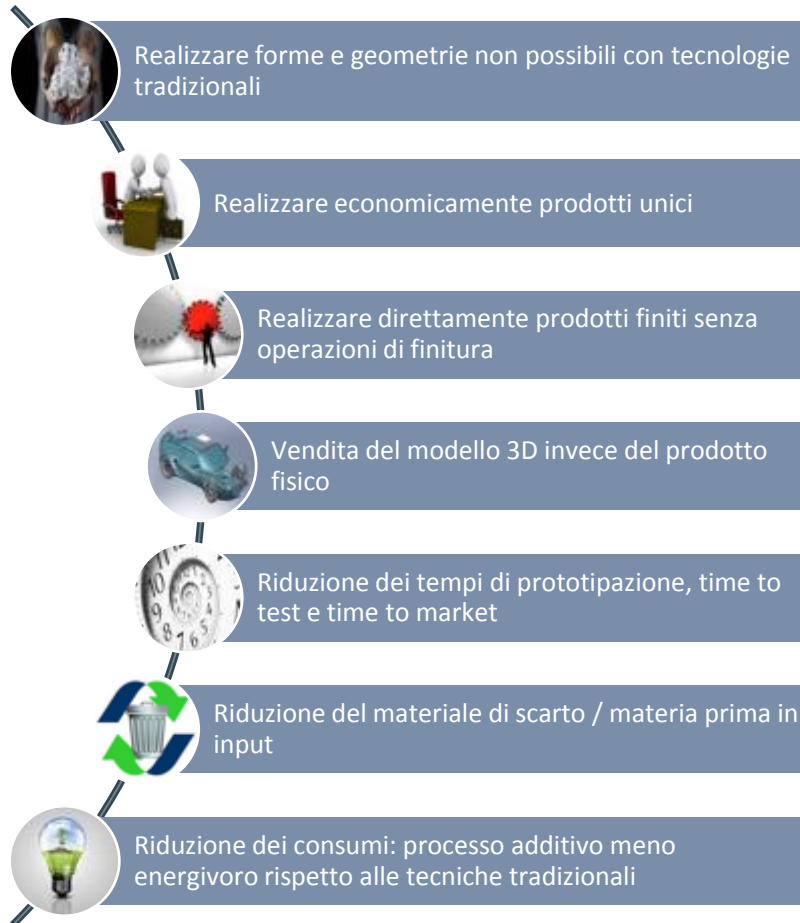 Realizzare forme e geometrie non possibili con tecnologie
tradizionali
Realizzare economicamente prodotti unici
Realizzare direttamente prodotti finiti senza
operazioni di finitura
Vendita del modello 3D invece del prodotto
fisico
Riduzione dei tempi di prototipazione, time to
test e time to market
Riduzione del materiale di scarto / materia prima in
input
Riduzione dei consumi: processo additivo meno
energivoro rispetto alle tecniche tradizionali